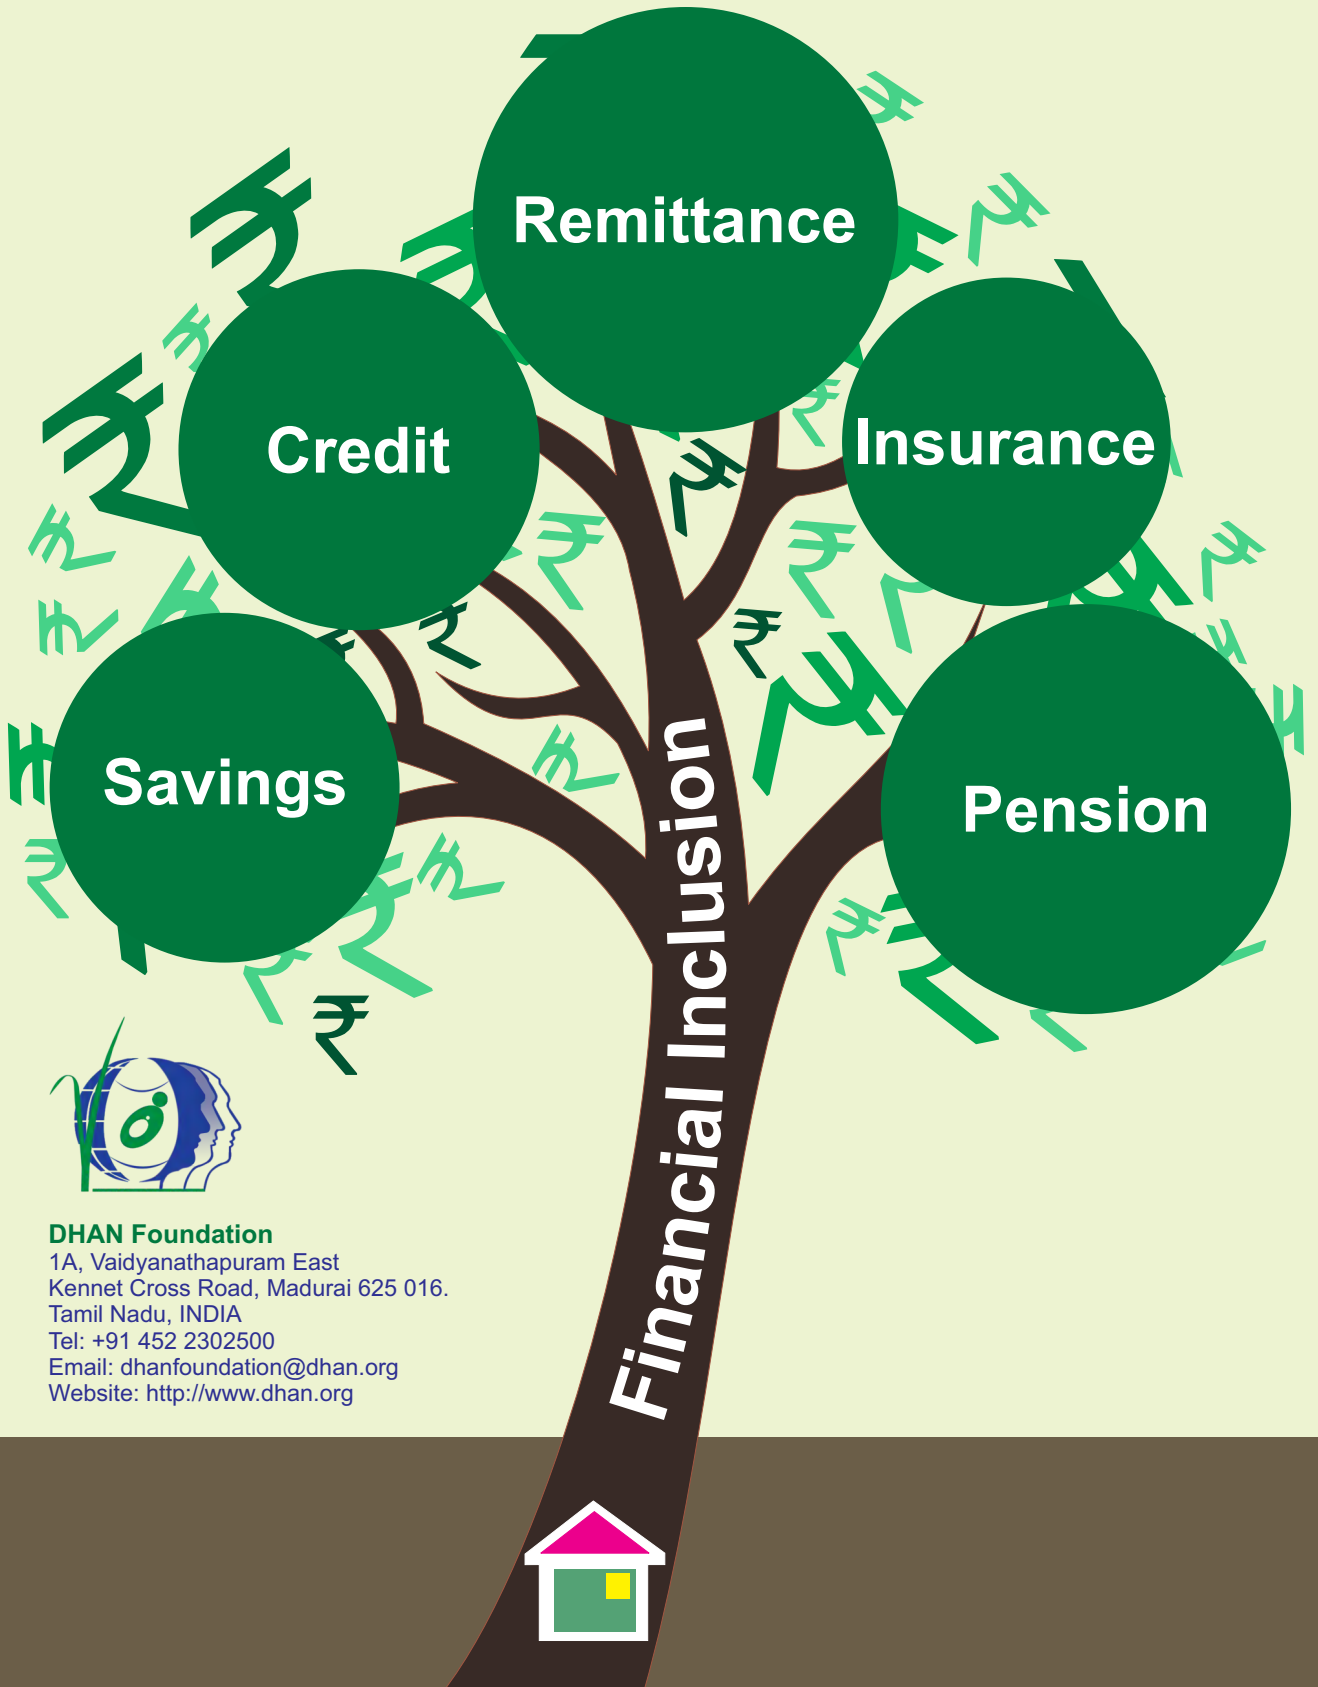 Remittance
Credit
Insurance
Savings
Pension
Financial Inclusion
DHAN Foundation
1A, Vaidyanathapuram East
Kennet Cross Road, Madurai 625 016.
Tamil Nadu, INDIA
Tel: +91 452 2302500
Email: dhanfoundation@dhan.org
Website: http://www.dhan.org